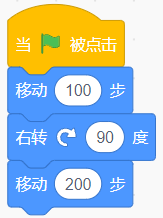 当 被点击
移动 100 步
右转 90 度
移动 200 步